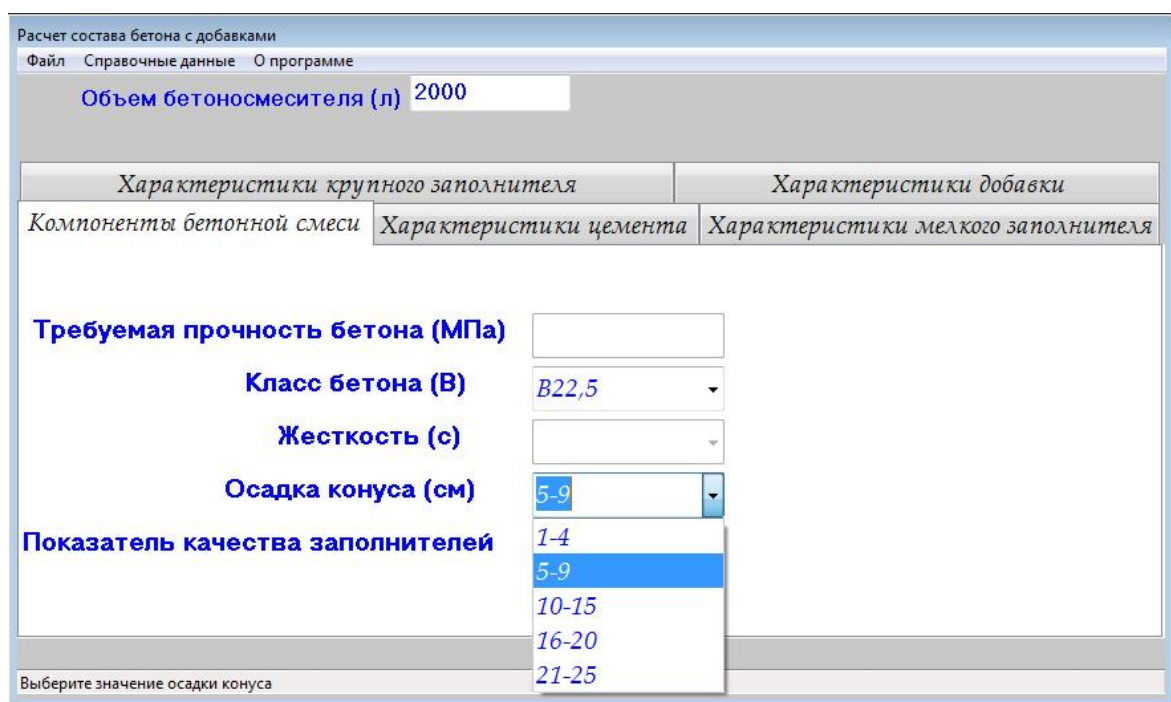 Расчет состава бетона с добавками
Файл Справочные данные О программе
Объем бетоносмесителя (л) 2000
Характеристики крупного заполнителя Характеристики добавки
Компоненты бетонной смеси Характеристики цемента Характеристики мелкого заполнителя
Требуемая прочность бетона (МПа)
Класс бетона (В) В22,5
Жесткость (с)
Осадка конуса (см) 5-9
Показатель качества заполнителей
1-4
5-9
10-15
16-20
21-25
Выберите значение осадки конуса